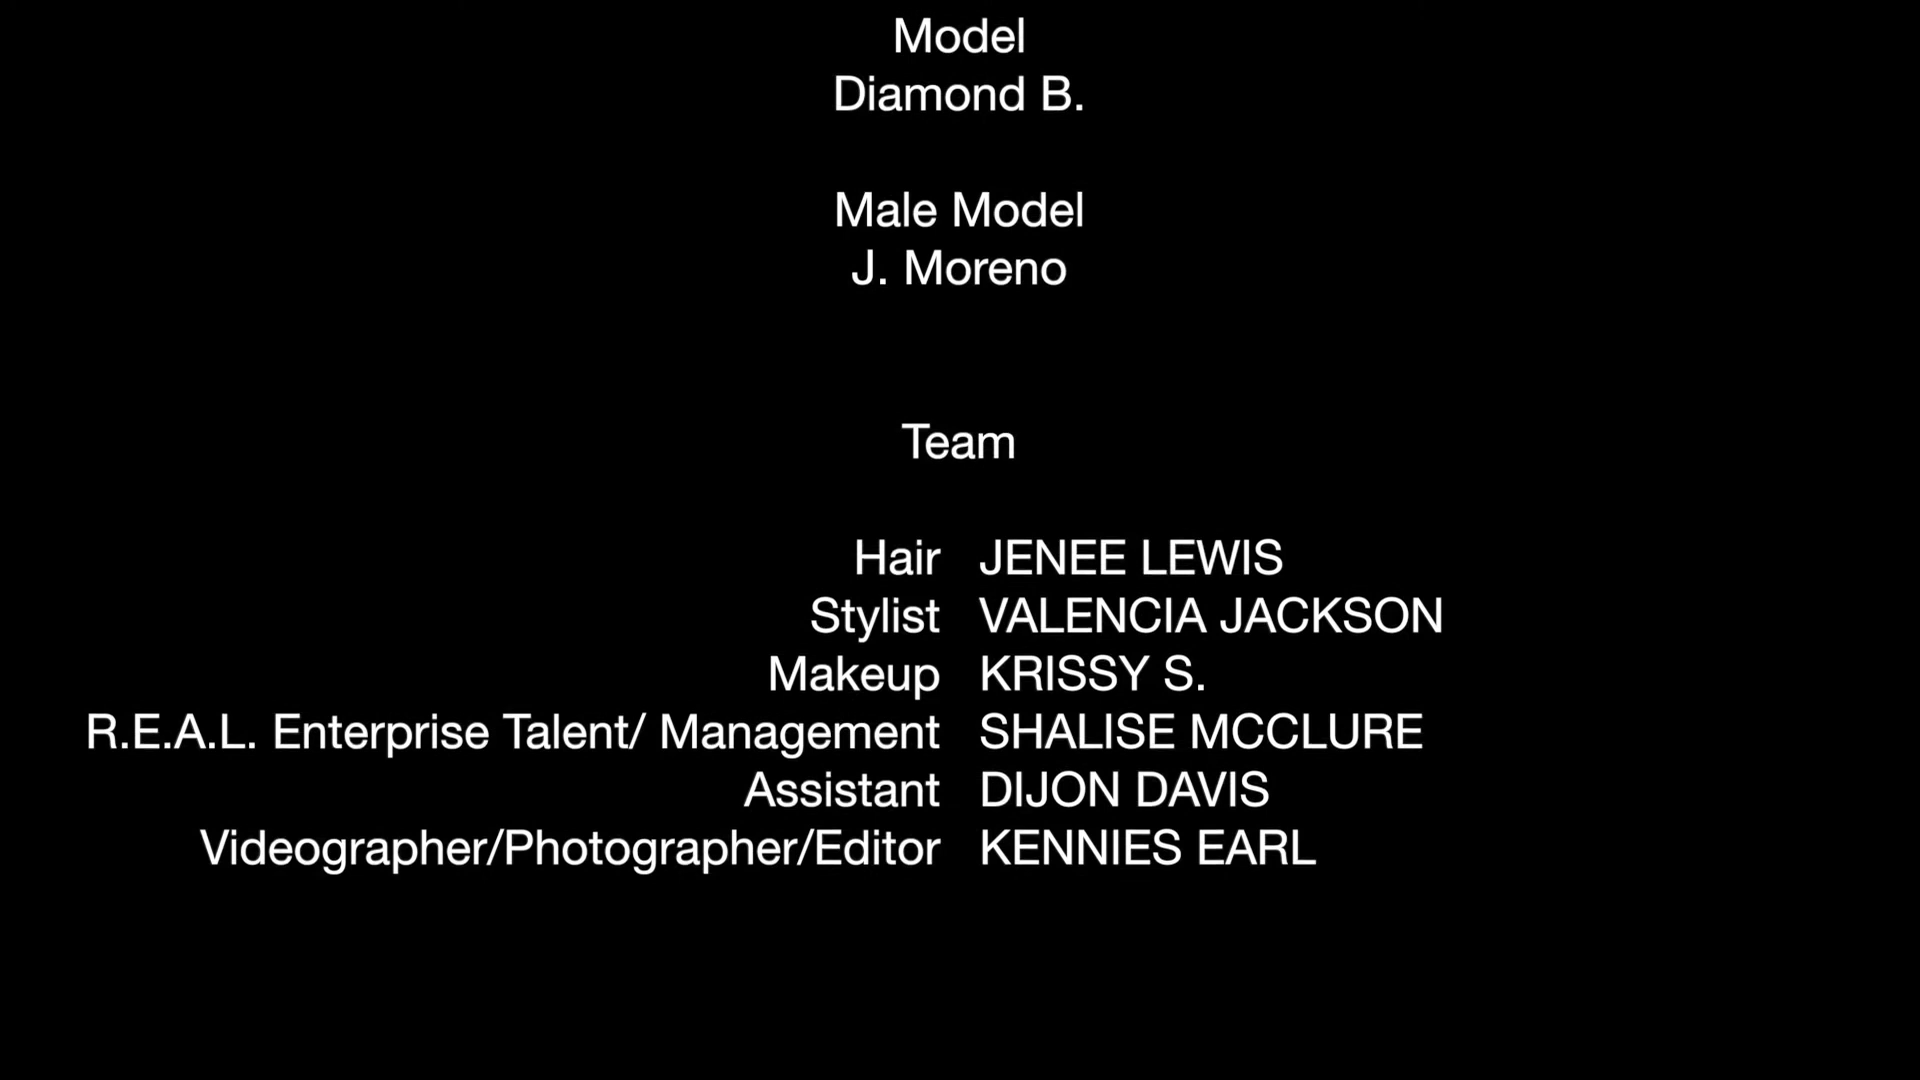 Model
Diamond B.
Male Model
J. Moreno
Team
Hair JENEE LEWIS
Stylist VALENCIA JACKSON
Makeup KRISSY S.
R.E.A.L. Enterprise Talent/ Management SHALISE MCCLURE
Assistant DIJON DAVIS
Videographer/Photographer/Editor KENNIES EARL